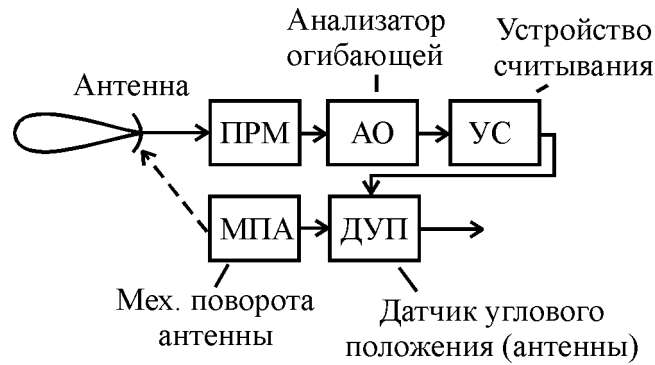 Анализатор
огибающей
Устройство
считывания
Антенна
ПРМ
АО
УС
МПА
ДУП
Мех. поворота
антенны
Датчик углового
положения (антенны)